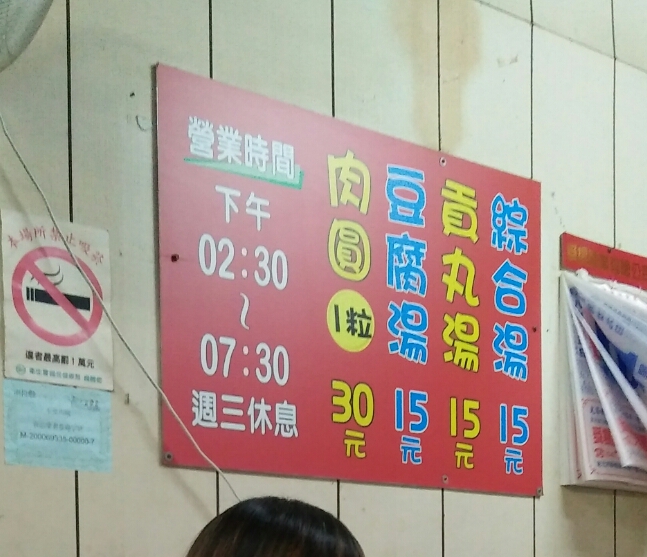 綜合湯 15元
貢丸湯 15元
豆腐湯 15元
肉圓 1粒 30元
營業時間
下午
02:30
~
07:30
週三休息
本場所禁止吸菸
違者最高罰1萬元